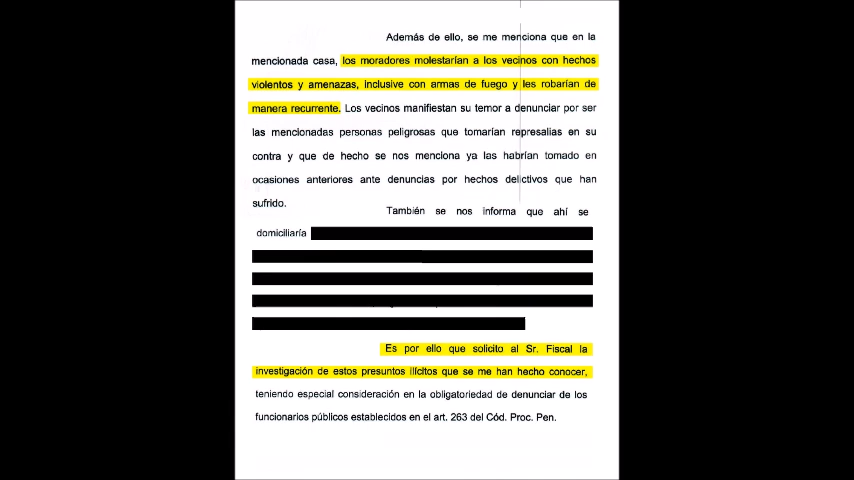 Además de ello, se me menciona que en la
mencionada casa, los moradores molestarían a los vecinos con hechos
violentos y amenazas, inclusive con armas de fuego y les robarían de
manera recurrente. Los vecinos manifiestan su temor a denunciar por ser
las mencionadas personas peligrosas que tomarían represalias en su
contra y que de hecho se nos menciona ya las habrían tomado en
ocasiones anteriores ante denuncias por hechos delictivos que han
sufrido.
También se nos informa que ahí se
domiciliaría
Es por ello que solicito al Sr. Fiscal la
investigación de estos presuntos ilícitos que se me han hecho conocer,
teniendo especial consideración en la obligatoriedad de denunciar de los
funcionarios públicos establecidos en el art. 263 del Cód. Proc. Pen.